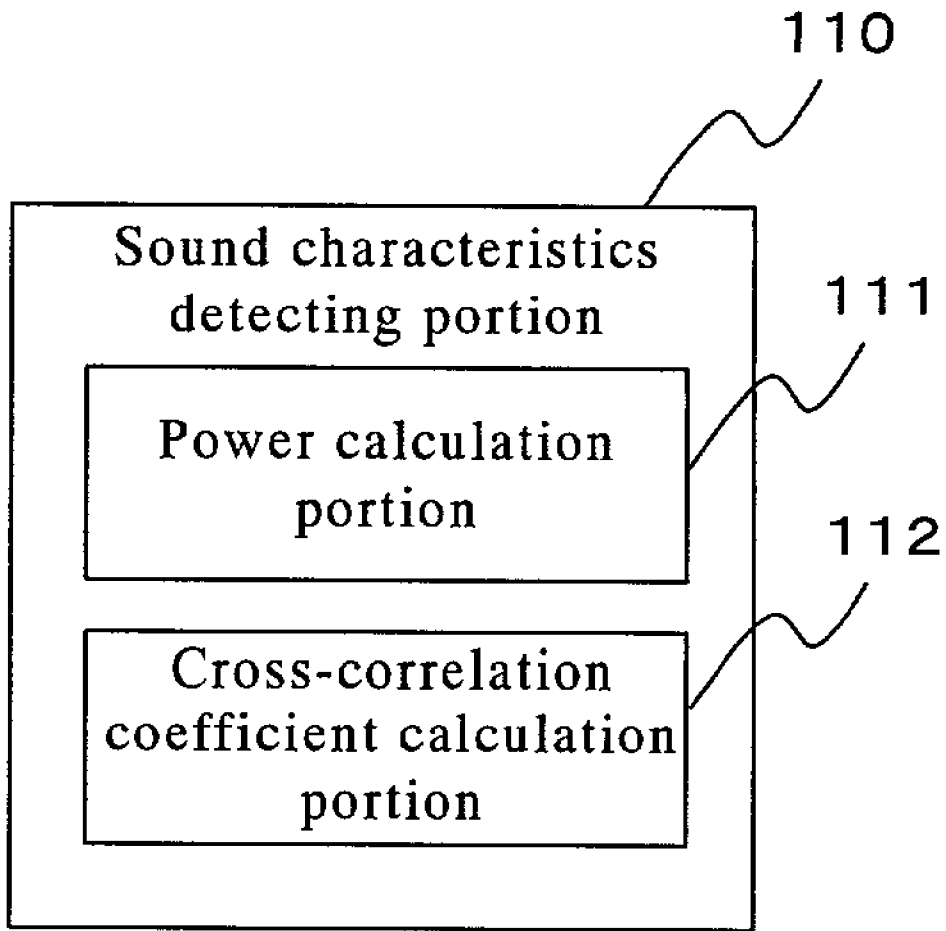 110
Sound characteristics
detecting portion
111
Power calculation
portion
112
Cross-correlation
coefficient calculation
portion